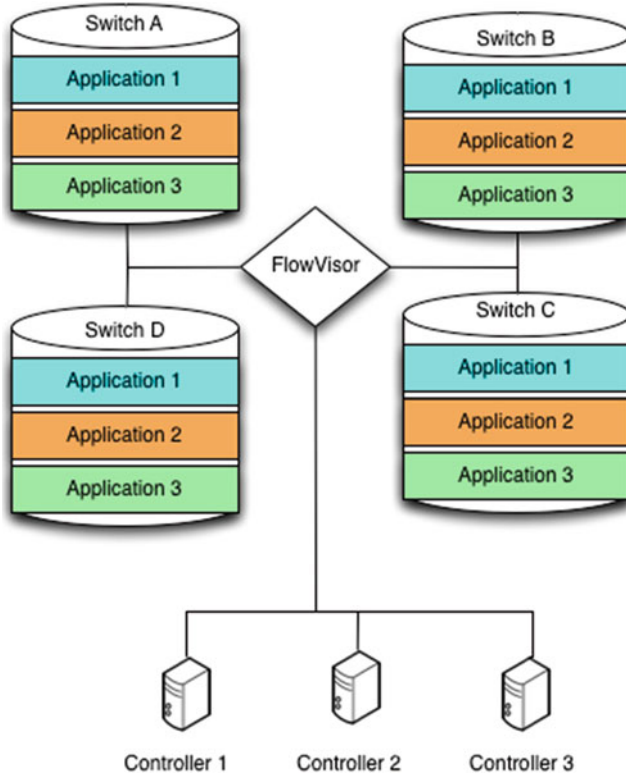 Switch A
Application 1
Application 2
Application 3
Switch B
Application 1
Application 2
Application 3
FlowVisor
Switch D
Application 1
Application 2
Application 3
Switch C
Application 1
Application 2
Application 3
Controller 1
Controller 2
Controller 3